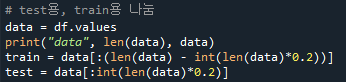 # test용, train용 나눔
data = df.values
print("data", len(data), data)
train = data[:(len(data) - int(len(data)*0.2))]
test = data[:int(len(data)*0.2)]